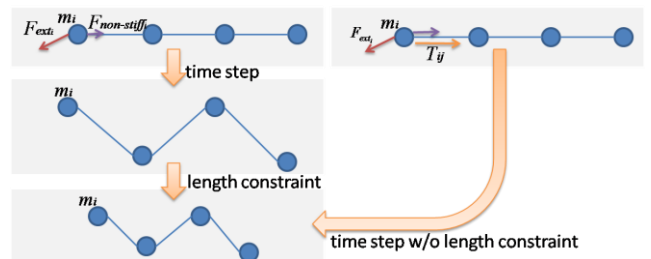 m_i
F_ext_i
F_non-stiff_i
time step
m_i
length constraint
m_i
m_i
F_ext_i
T_ij
time step w/o length constraint